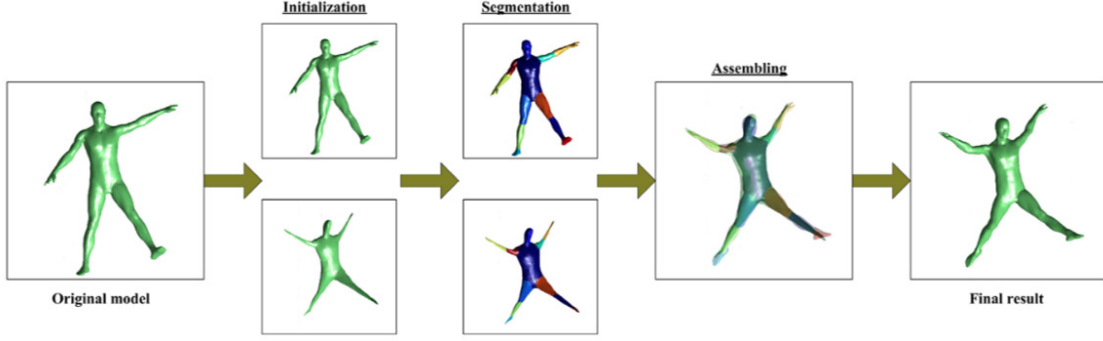 Initialization
Segmentation
Assembling
Original model
Final result